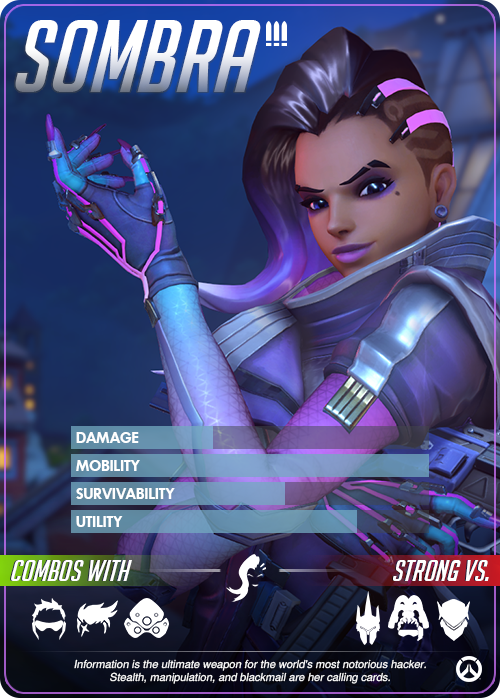 SOMBRA!!!
DAMAGE
MOBILITY
SURVIVABILITY
UTILITY
COMBOS WITH
STRONG VS.
Information is the ultimate weapon for the world's most notorious hacker.
Stealth, manipulation, and blackmail are her calling cards.